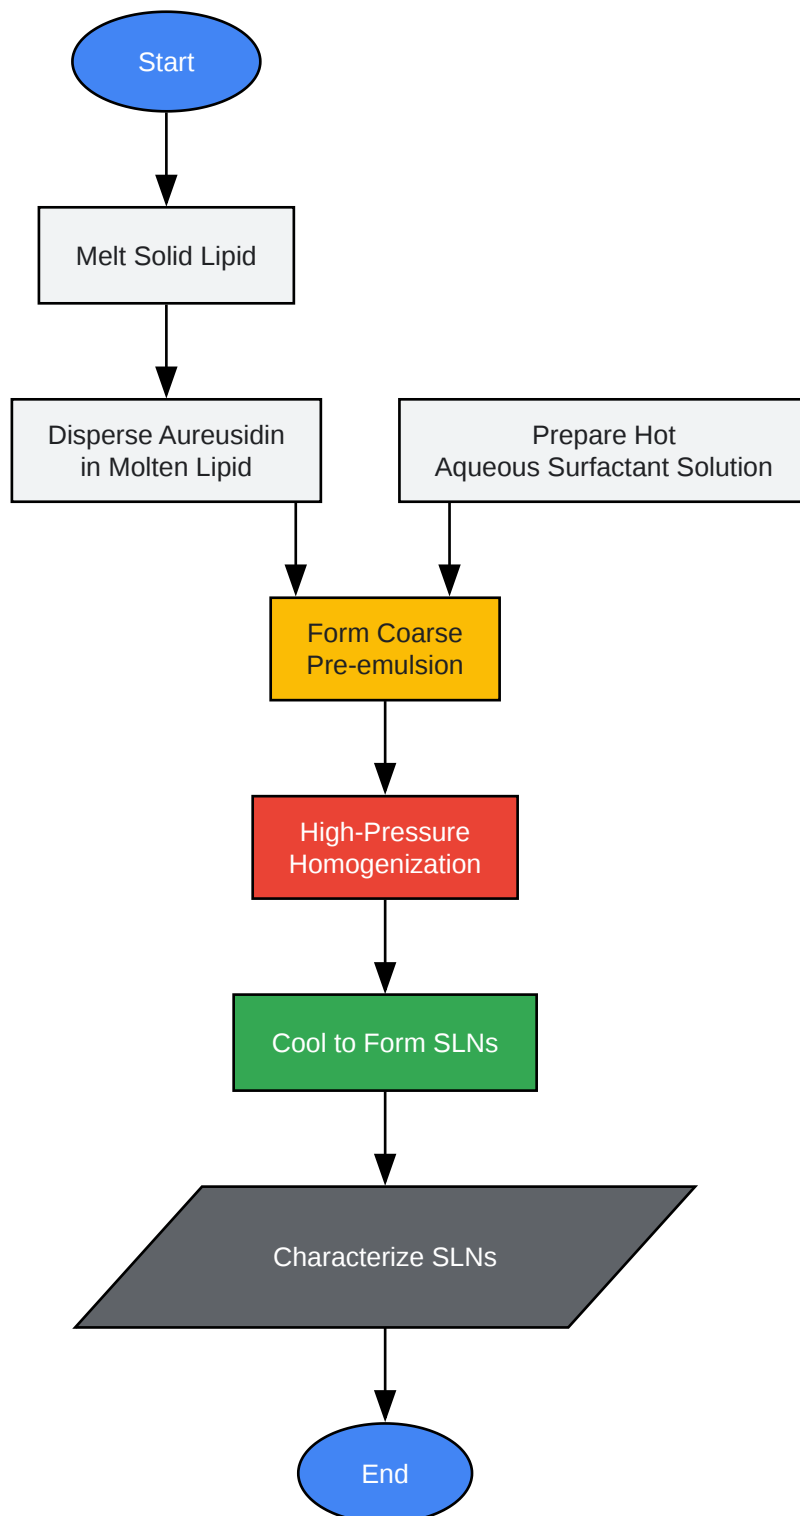 Start
Melt Solid Lipid
Disperse Aureusidin
in Molten Lipid
Prepare Hot
Aqueous Surfactant Solution
Form Coarse
Pre-emulsion
High-Pressure
Homogenization
Cool to Form SLNs
Characterize SLNs
End